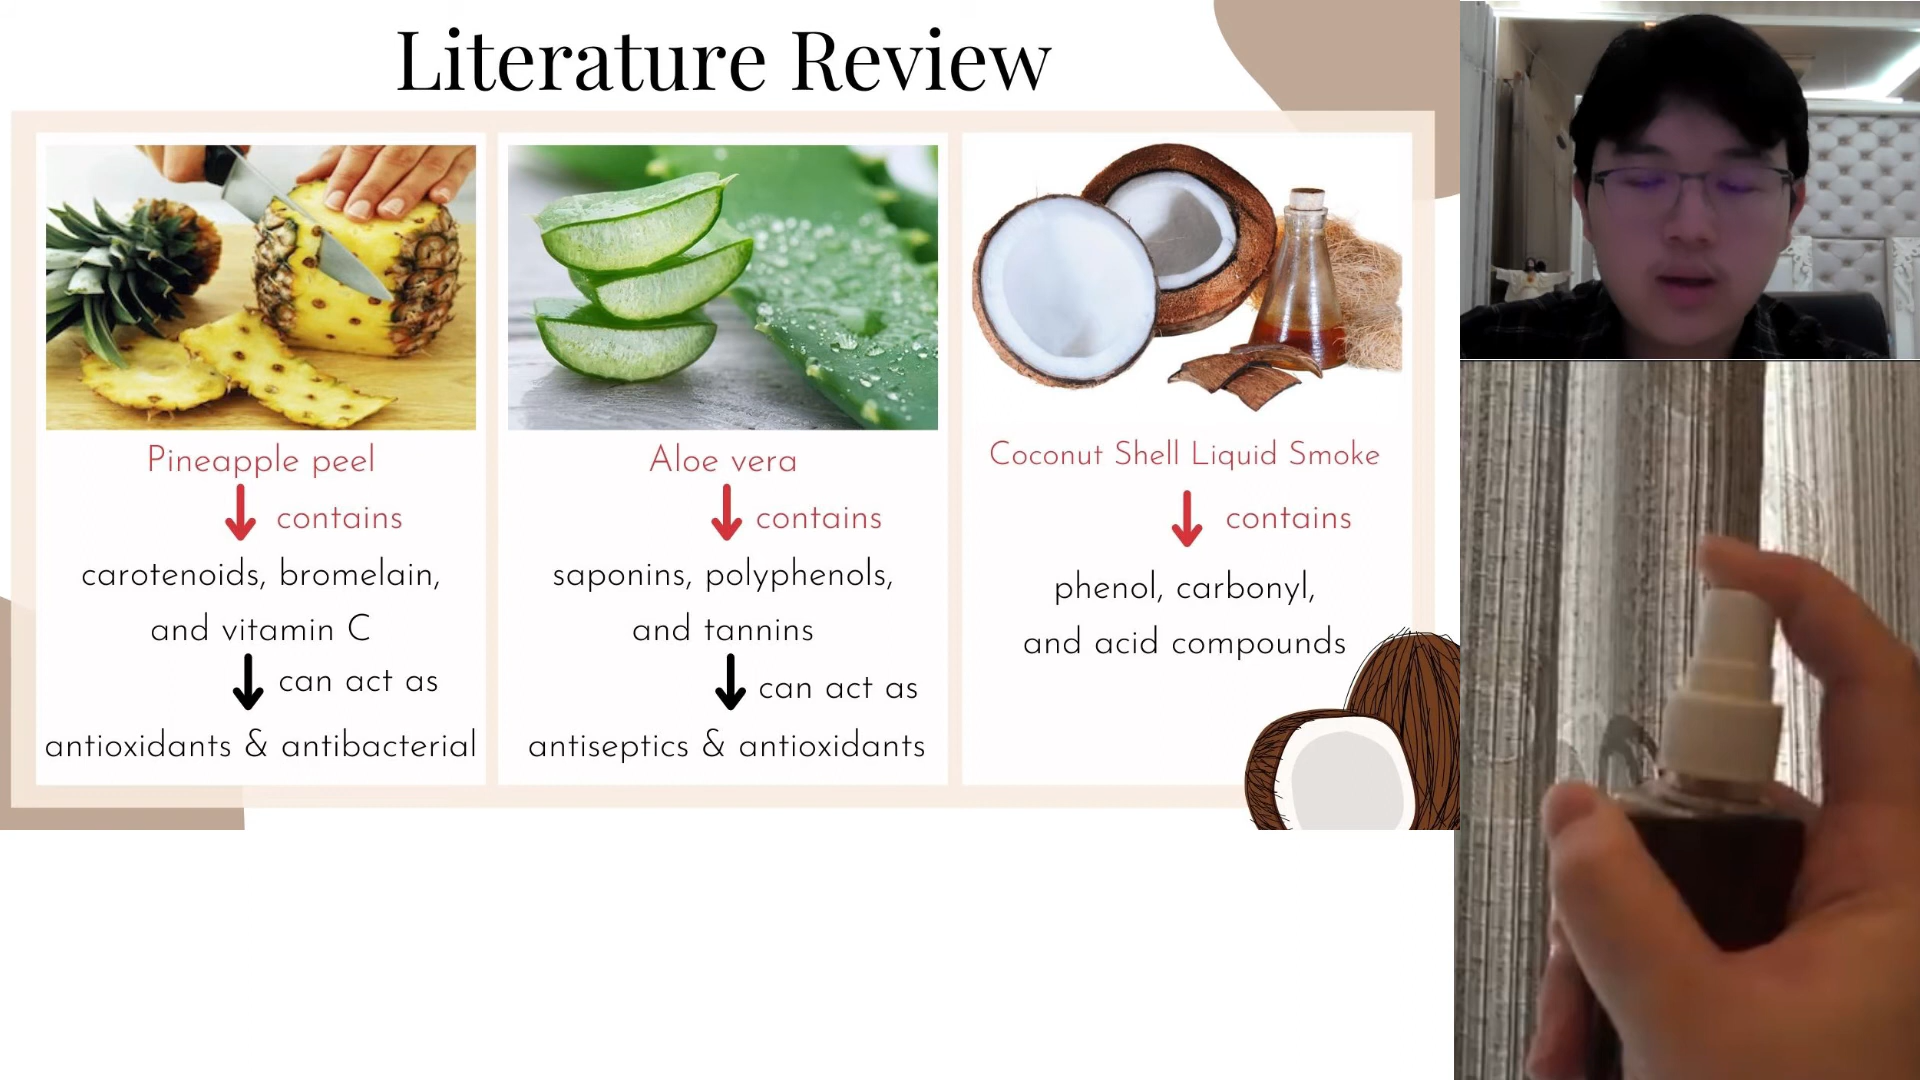 Literature Review
Pineapple peel
contains
carotenoids, bromelain,
and vitamin C
can act as
antioxidants & antibacterial
Aloe vera
contains
saponins, polyphenols,
and tannins
can act as
antiseptics & antioxidants
Coconut Shell Liquid Smoke
contains
phenol, carbonyl,
and acid compounds